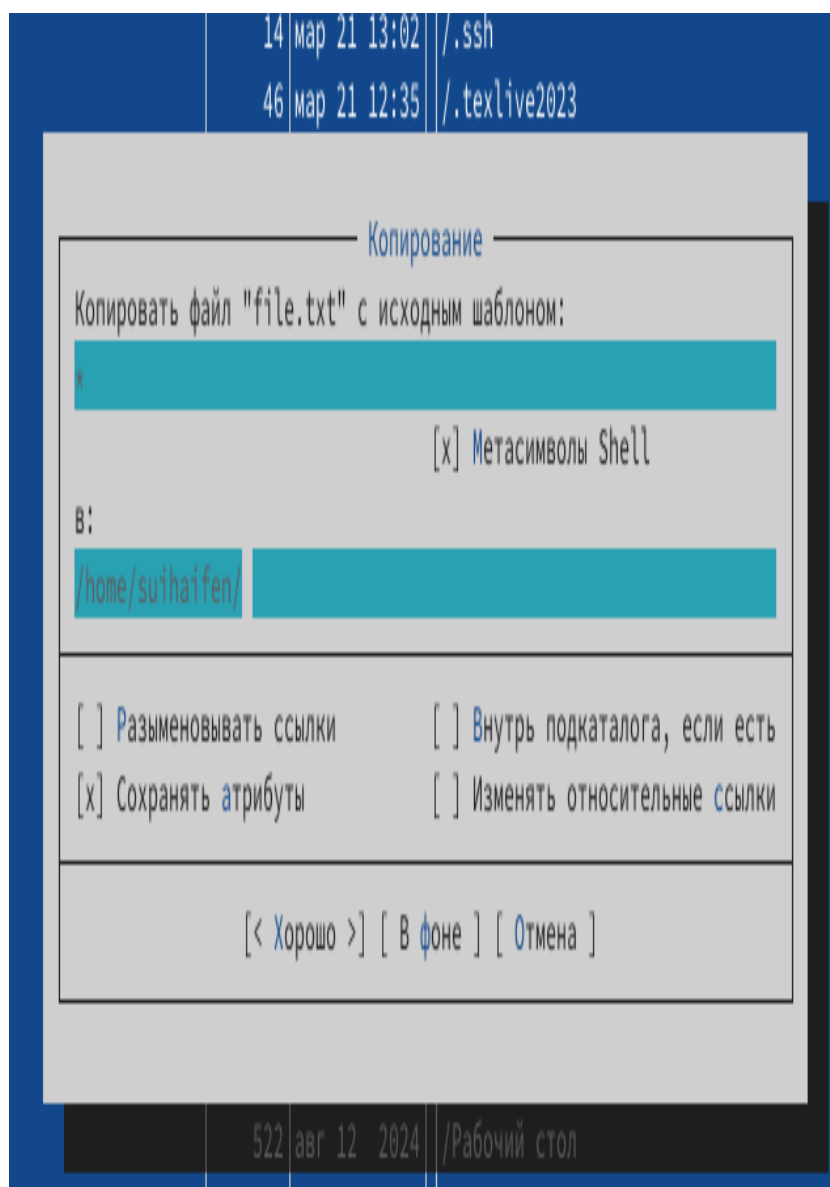 14 мар 21 13:02 /.ssh
46 мар 21 12:35 /.texlive2023
Копирование
Копировать файл "file.txt" с исходным шаблоном:
*
[x] Метасимволы Shell
в:
/home/suihaifen/
[ ] Разыменовывать ссылки [ ] Внутрь подкаталога, если есть
[x] Сохранять атрибуты [ ] Изменять относительные ссылки
[< Хорошо >] [ В фоне ] [ Отмена ]
522 авг 12 2024 /Рабочий стол